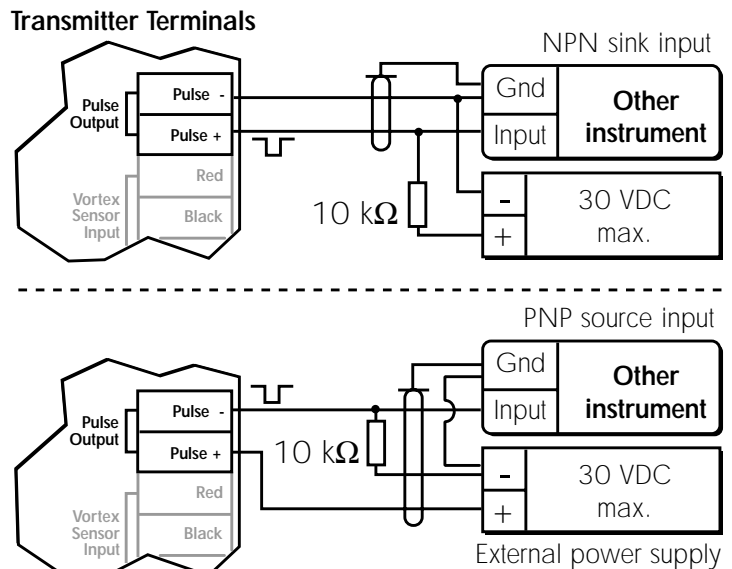 Transmitter Terminals
NPN sink input
Pulse
Output
Pulse -
Pulse +
Gnd
Input
Other
instrument
Vortex
Sensor
Input
Red
Black
10 kΩ
-
+
30 VDC
max.
PNP source input
Pulse
Output
Pulse -
Pulse +
Gnd
Input
Other
instrument
10 kΩ
Vortex
Sensor
Input
Red
Black
-
+
30 VDC
max.
External power supply